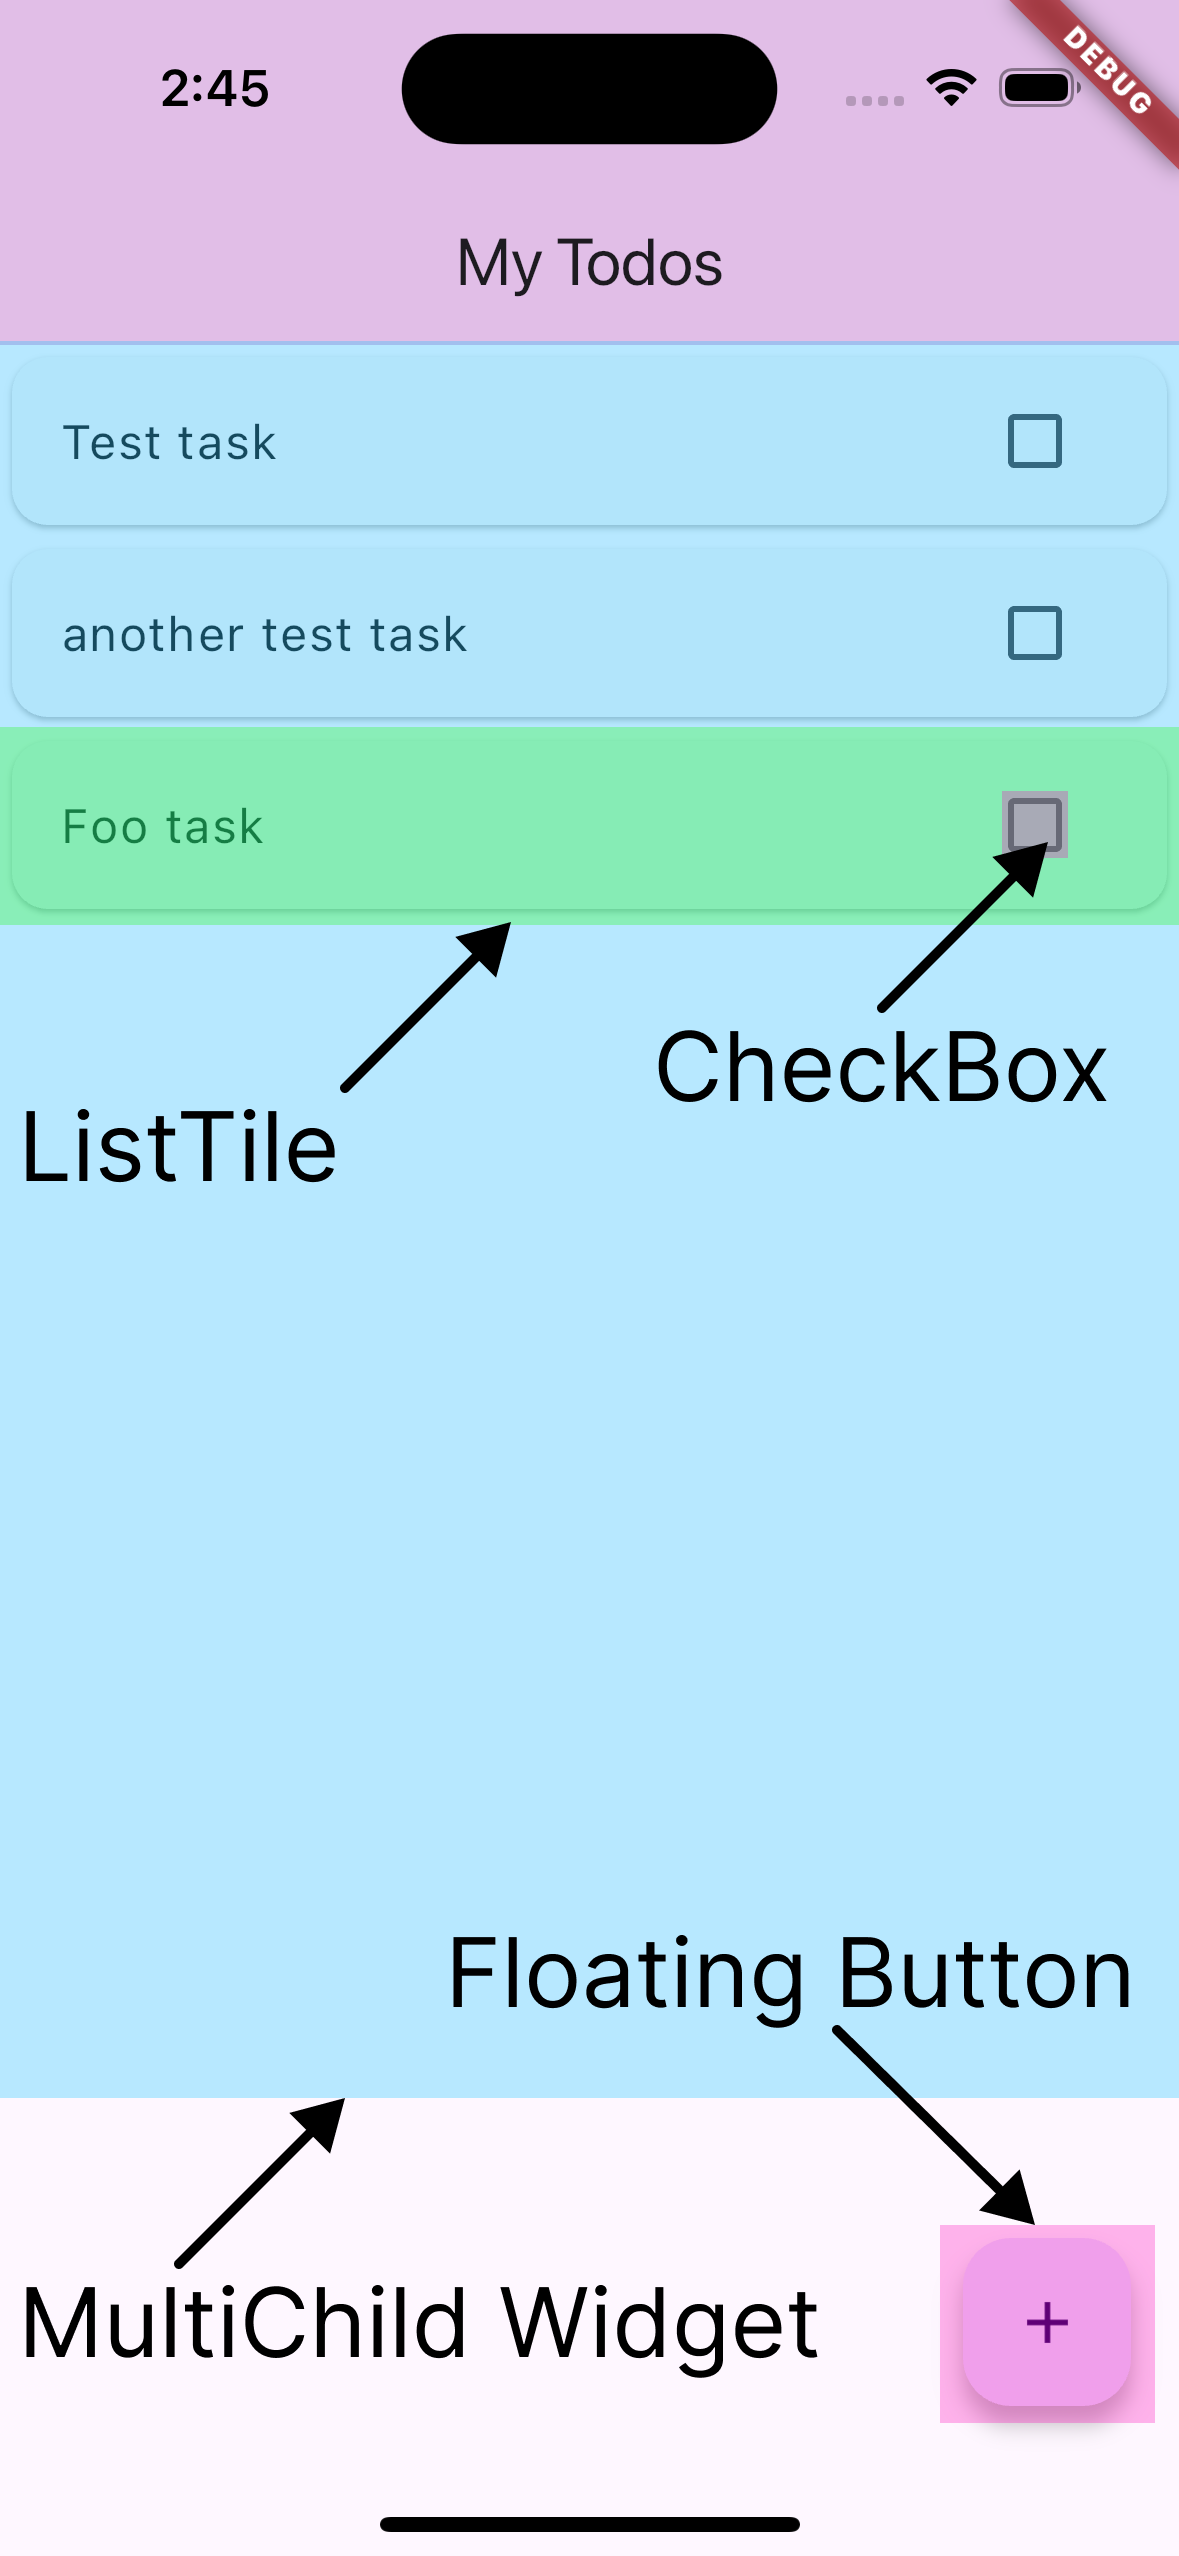 2:45
DEBUG
My Todos
Test task
another test task
Foo task
CheckBox
ListTile
Floating Button
MultiChild Widget